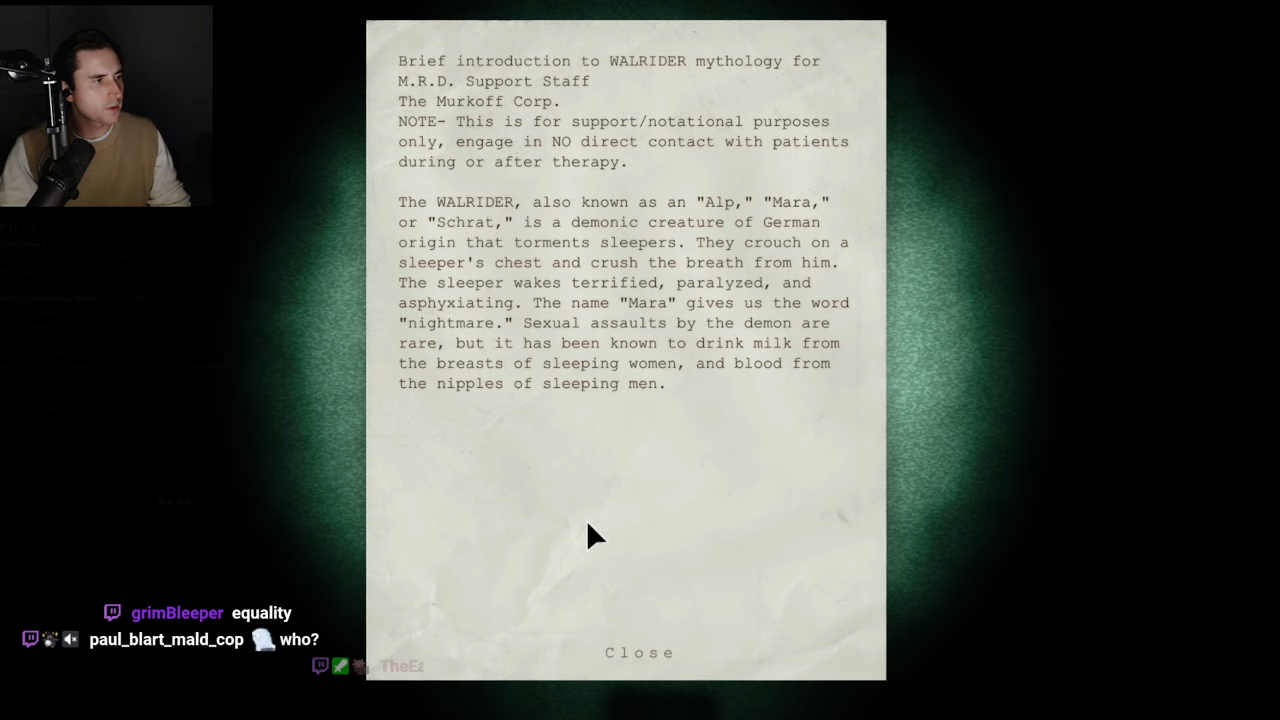 Brief introduction to WALRIDER mythology for
M.R.D. Support Staff
The Murkoff Corp.
NOTE- This is for support/notational purposes
only, engage in NO direct contact with patients
during or after therapy.
The WALRIDER, also known as an "Alp," "Mara,"
or "Schrat," is a demonic creature of German
origin that torments sleepers. They crouch on a
sleeper's chest and crush the breath from him.
The sleeper wakes terrified, paralyzed, and
asphyxiating. The name "Mara" gives us the word
"nightmare." Sexual assaults by the demon are
rare, but it has been known to drink milk from
the breasts of sleeping women, and blood from
the nipples of sleeping men.
Close
grimBleeper equality
paul_blart_mald_cop who?